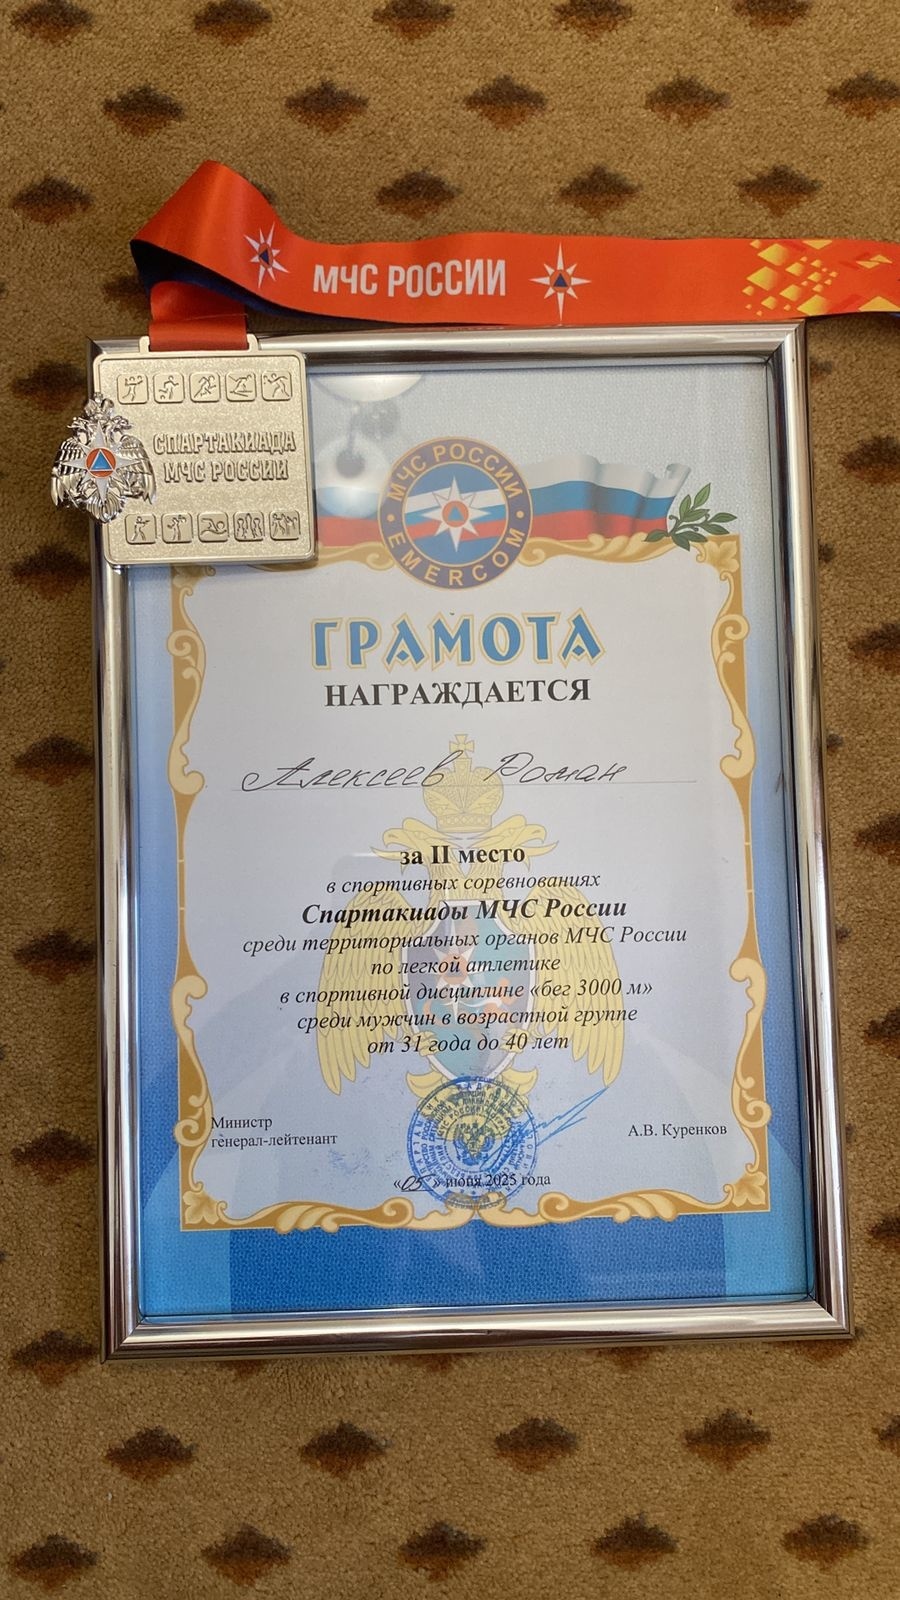 МЧС РОССИИ
СПАРТАКИАДА
МЧС РОССИИ
МЧС РОССИИ
EMERCOM
ГРАМОТА
НАГРАЖДАЕТСЯ
Алексеев Роман
за II место
в спортивных соревнованиях
Спартакиады МЧС России
среди территориальных органов МЧС России
по легкой атлетике
в спортивной дисциплине «бег 3000 м»
среди мужчин в возрастной группе
от 31 года до 40 лет
Министр
генерал-лейтенант
А.В. Куренков
«05» июня 2025 года